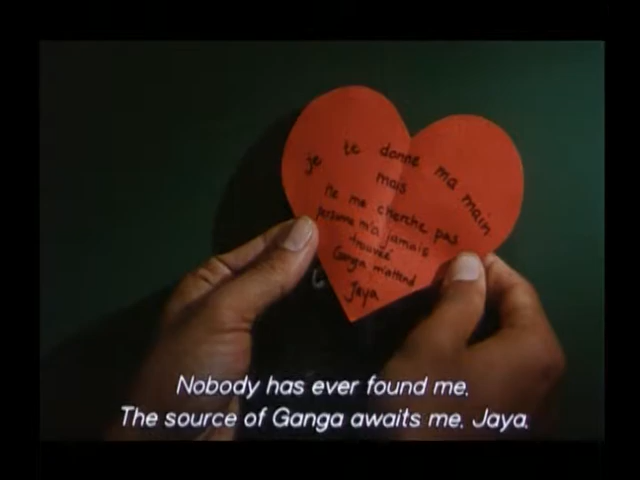 je te donne ma main
mais
ne me cherche pas
personne m'a jamais
trouvée
Ganga m'attend
Jaya
Nobody has ever found me.
The source of Ganga awaits me. Jaya.